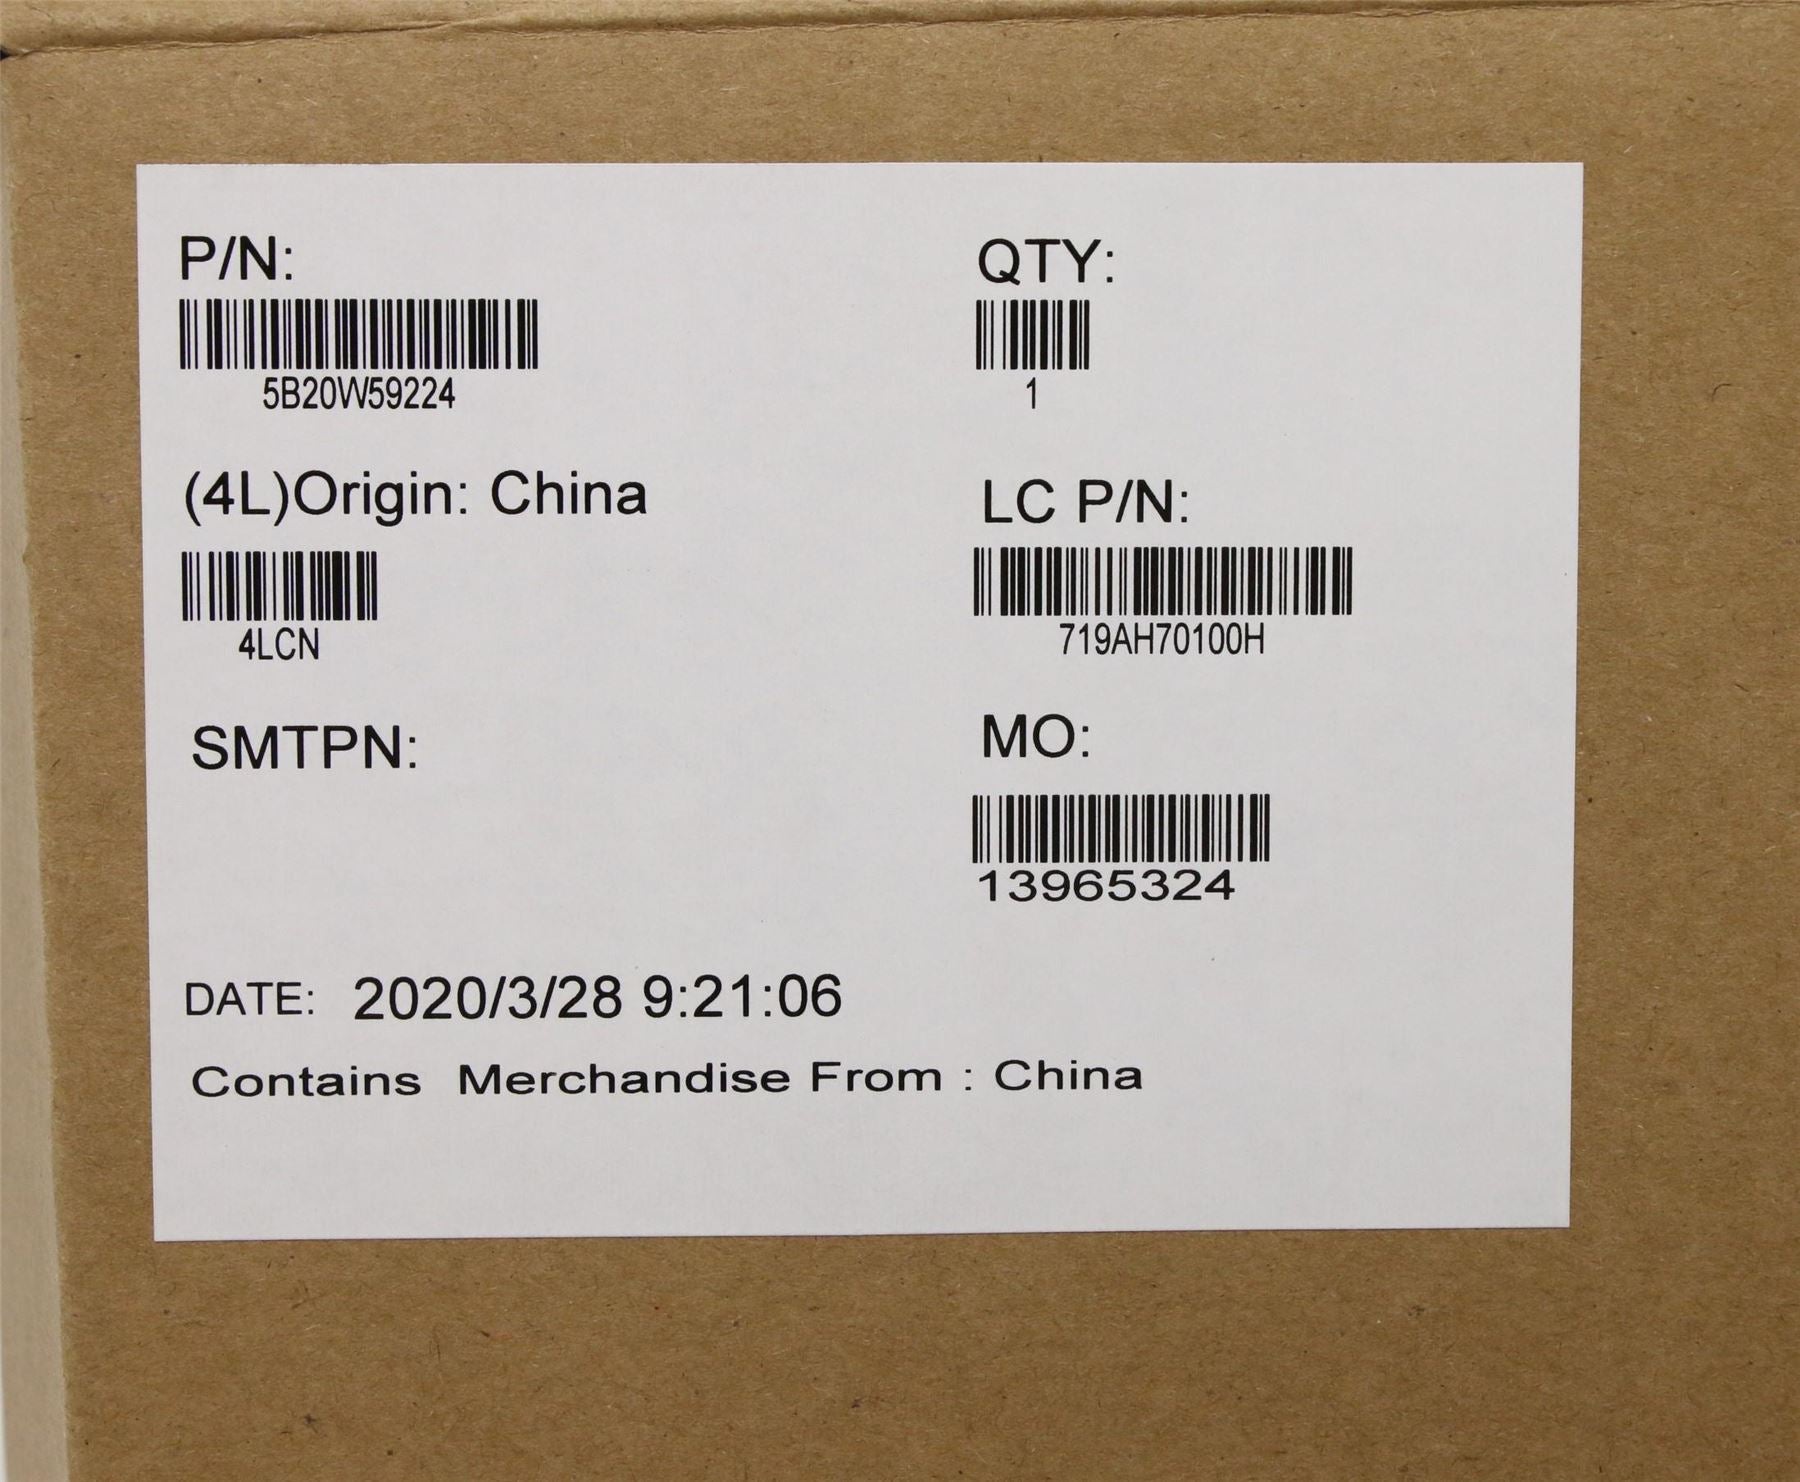 P/N:
5B20W59224
QTY:
1
(4L)Origin: China
4LCN
LC P/N:
719AH70100H
SMTPN:
MO:
13965324
DATE: 2020/3/28 9:21:06
Contains Merchandise From : China